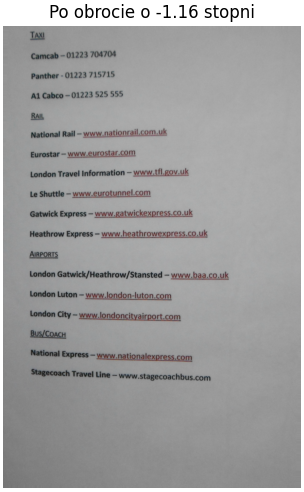 Po obrocie o -1.16 stopni
TAXI
Camcab – 01223 704704
Panther - 01223 715715
A1 Cabco – 01223 525 555
RAIL
National Rail – www.nationrail.com.uk
Eurostar – www.eurostar.com
London Travel Information – www.tfl.gov.uk
Le Shuttle – www.eurotunnel.com
Gatwick Express – www.gatwickexpress.co.uk
Heathrow Express – www.heathrowexpress.co.uk
AIRPORTS
London Gatwick/Heathrow/Stansted – www.baa.co.uk
London Luton – www.london-luton.com
London City – www.londoncityairport.com
BUS/COACH
National Express – www.nationalexpress.com
Stagecoach Travel Line – www.stagecoachbus.com